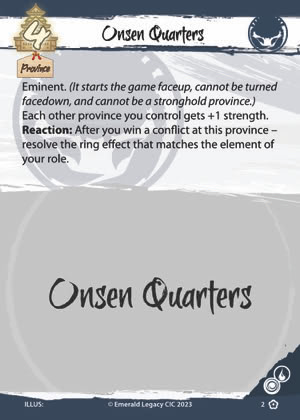 Onsen Quarters
4
Province
Eminent. (It starts the game faceup, cannot be turned
facedown, and cannot be a stronghold province.)
Each other province you control gets +1 strength.
Reaction: After you win a conflict at this province –
resolve the ring effect that matches the element of
your role.
Onsen Quarters
ILLUS: © Emerald Legacy CIC 2023 2